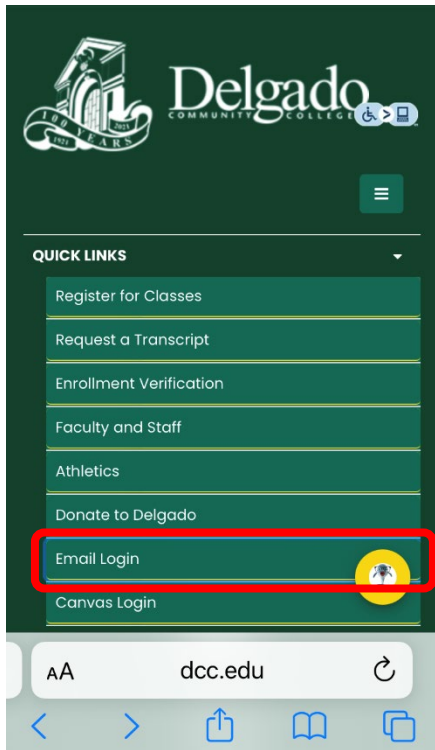 Delgado
COMMUNITY COLLEGE
100 YEARS
1921 2021
QUICK LINKS
Register for Classes
Request a Transcript
Enrollment Verification
Faculty and Staff
Athletics
Donate to Delgado
Email Login
Canvas Login
AA dcc.edu